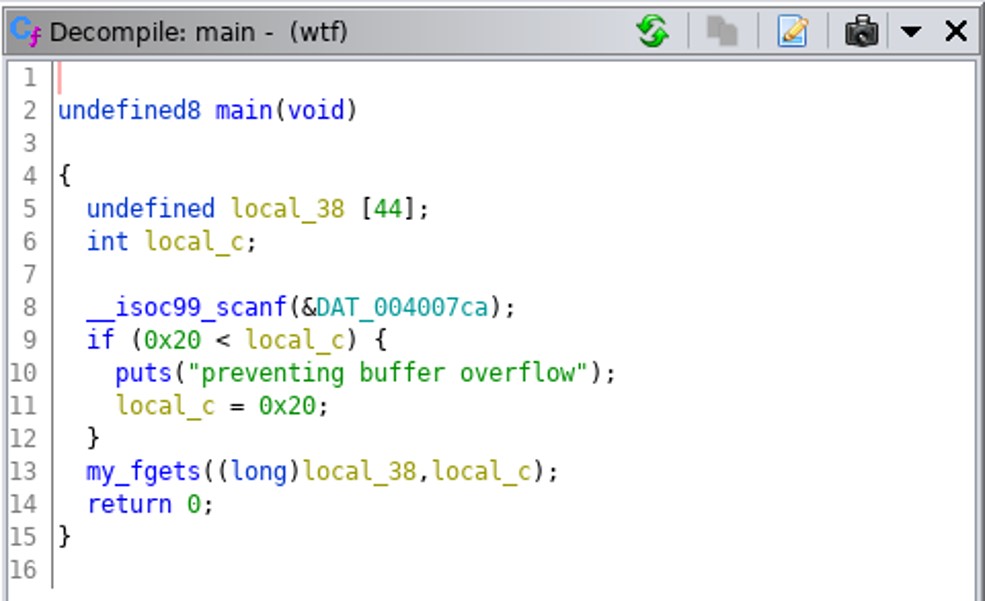 Decompile: main - (wtf)
1
2 undefined8 main(void)
3
4 {
5 undefined local_38 [44];
6 int local_c;
7
8 __isoc99_scanf(&DAT_004007ca);
9 if (0x20 < local_c) {
10 puts("preventing buffer overflow");
11 local_c = 0x20;
12 }
13 my_fgets((long)local_38,local_c);
14 return 0;
15 }
16